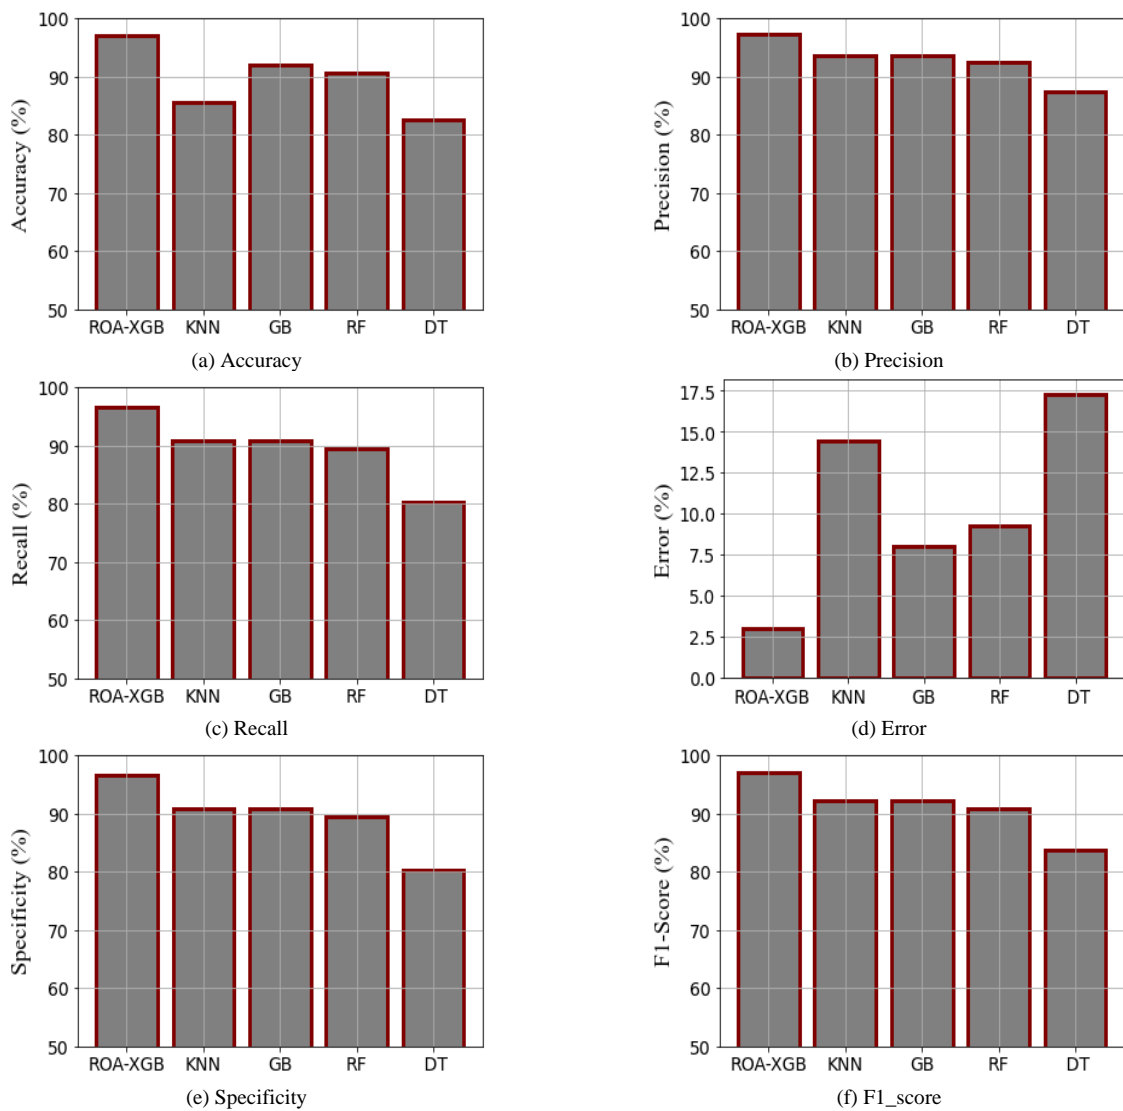 100
90
80
70
60
50
Accuracy (%)
ROA-XGB KNN GB RF DT
(a) Accuracy
100
90
80
70
60
50
Precision (%)
ROA-XGB KNN GB RF DT
(b) Precision
100
90
80
70
60
50
Recall (%)
ROA-XGB KNN GB RF DT
(c) Recall
17.5
15.0
12.5
10.0
7.5
5.0
2.5
0.0
Error (%)
ROA-XGB KNN GB RF DT
(d) Error
100
90
80
70
60
50
Specificity (%)
ROA-XGB KNN GB RF DT
(e) Specificity
100
90
80
70
60
50
F1-Score (%)
ROA-XGB KNN GB RF DT
(f) F1_score